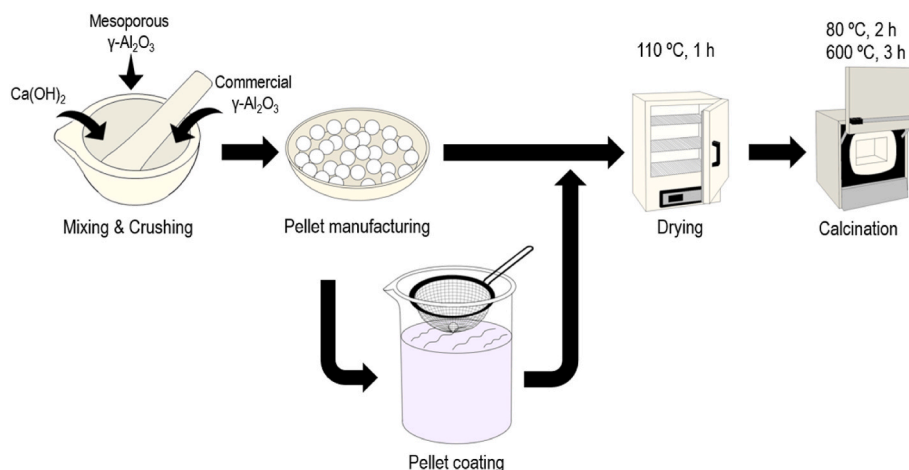 Mesoporous
γ-Al₂O₃
Ca(OH)₂
Commercial
γ-Al₂O₃
Mixing & Crushing
Pellet manufacturing
110 ºC, 1 h
Drying
80 ºC, 2 h
600 ºC, 3 h
Calcination
Pellet coating